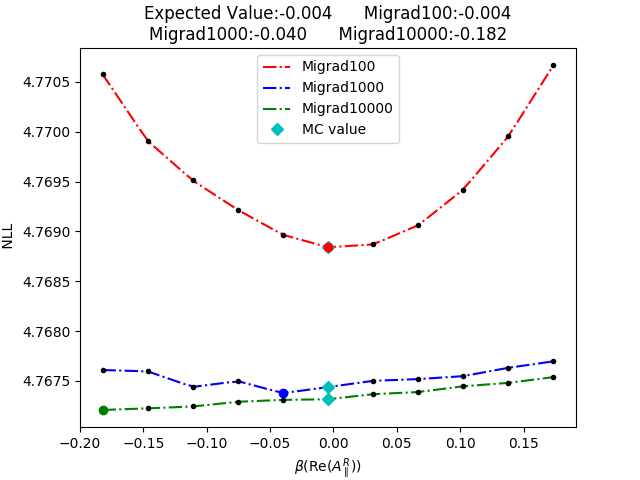 Expected Value:-0.004 Migrad100:-0.004
Migrad1000:-0.040 Migrad10000:-0.182
Migrad100
Migrad1000
Migrad10000
MC value
NLL
4.7705
4.7700
4.7695
4.7690
4.7685
4.7680
4.7675
−0.20 −0.15 −0.10 −0.05 0.00 0.05 0.10 0.15
β(Re(A^R_∥))